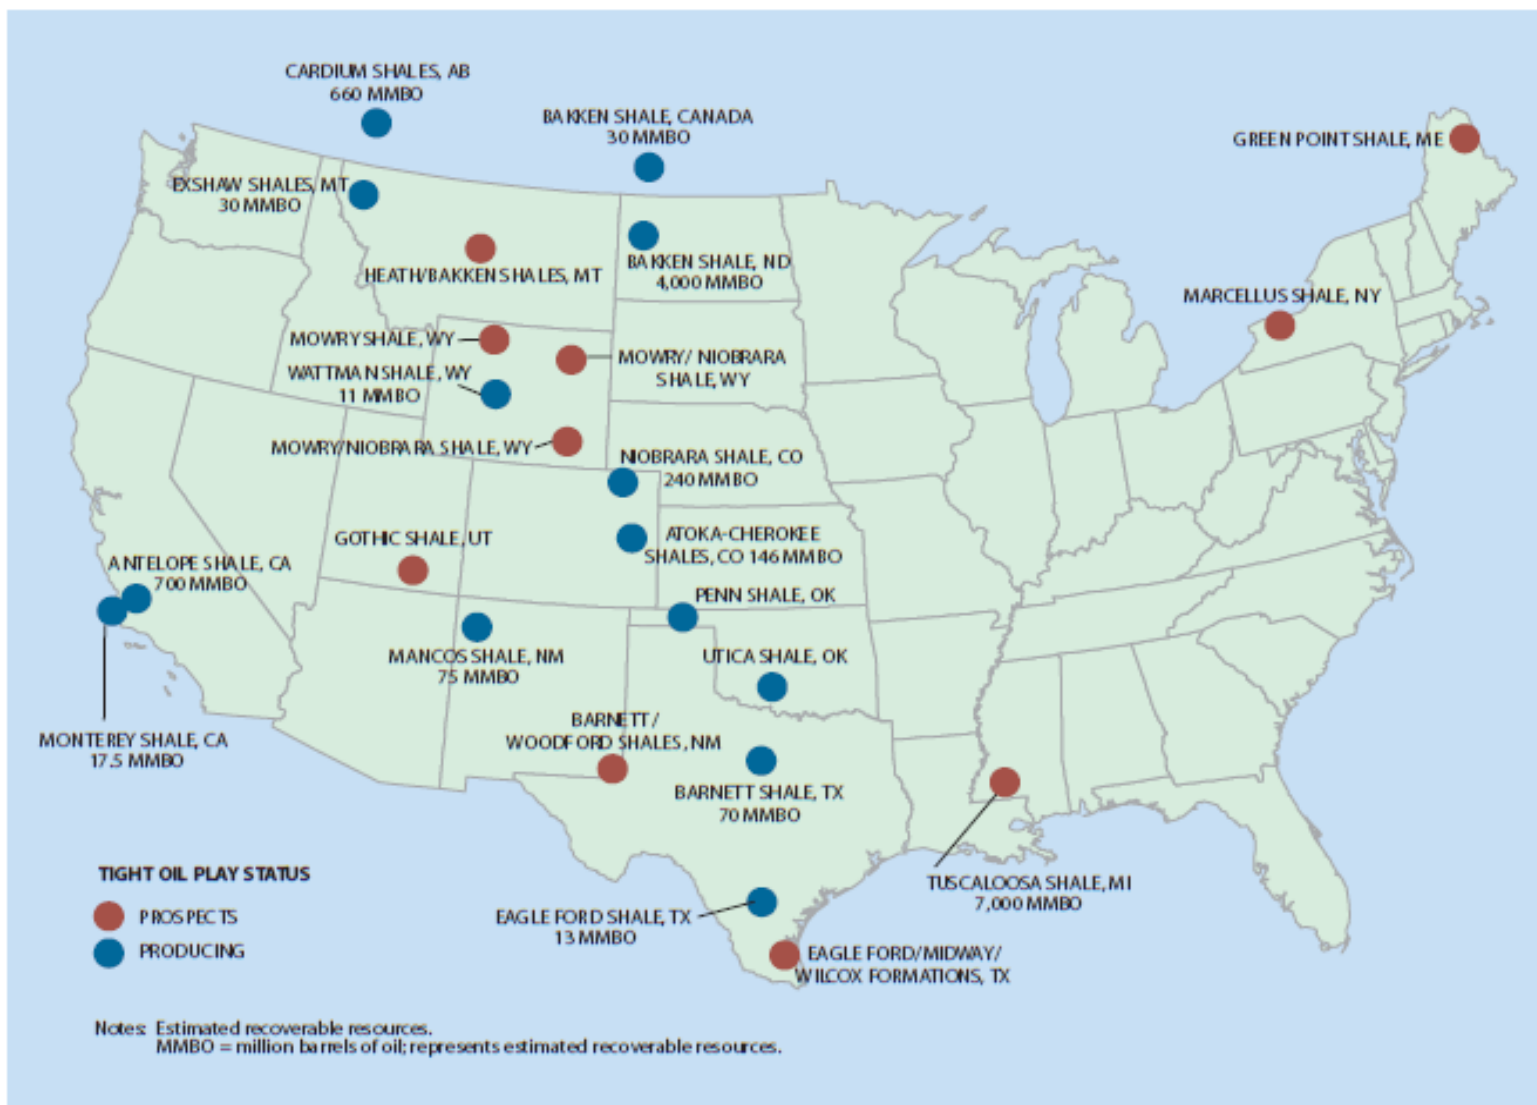 CARDIUM SHALES, AB
660 MMBO
BAKKEN SHALE, CANADA
30 MMBO
GREEN POINT SHALE, ME
EXSHAW SHALES, MT
30 MMBO
HEATH/BAKKEN SHALES, MT
BAKKEN SHALE, ND
4,000 MMBO
MARCELLUS SHALE, NY
MOWRY SHALE, WY
MOWRY/ NIOBRARA
SHALE, WY
WATTMAN SHALE, WY
11 MMBO
MOWRY/NIOBRARA SHALE, WY
NIOBRARA SHALE, CO
240 MMBO
GOTHIC SHALE, UT
ATOKA-CHEROKEE
SHALES, CO 146 MMBO
ANTELOPE SHALE, CA
700 MMBO
PENN SHALE, OK
MANCOS SHALE, NM
75 MMBO
UTICA SHALE, OK
MONTEREY SHALE, CA
17.5 MMBO
BARNETT/
WOODFORD SHALES, NM
BARNETT SHALE, TX
70 MMBO
TUSCALOOSA SHALE, MI
7,000 MMBO
EAGLE FORD SHALE, TX
13 MMBO
EAGLE FORD/MIDWAY/
WILCOX FORMATIONS, TX
TIGHT OIL PLAY STATUS
PROSPECTS
PRODUCING
Notes: Estimated recoverable resources.
MMBO = million barrels of oil; represents estimated recoverable resources.